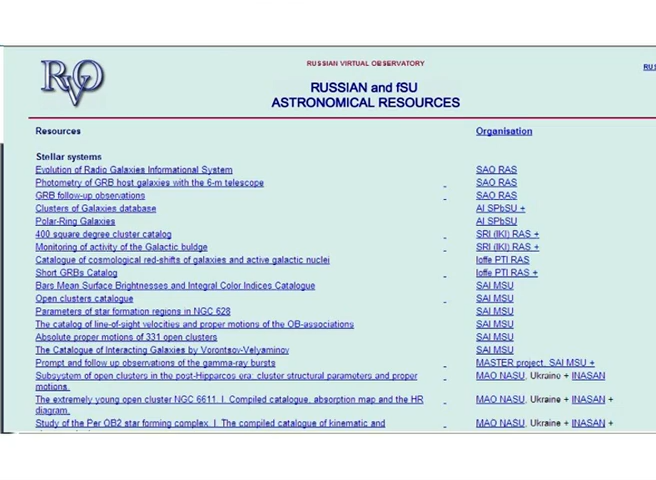 RVO
RUSSIAN VIRTUAL OBSERVATORY
RUSSIAN and fSU
ASTRONOMICAL RESOURCES
Resources Organisation
Stellar systems
Evolution of Radio Galaxies Informational System SAO RAS
Photometry of GRB host galaxies with the 6-m telescope SAO RAS
GRB follow-up observations SAO RAS
Clusters of Galaxies database AI SPbSU +
Polar-Ring Galaxies AI SPbSU
400 square degree cluster catalog SRI (IKI) RAS +
Monitoring of activity of the Galactic buldge SRI (IKI) RAS +
Catalogue of cosmological red-shifts of galaxies and active galactic nuclei Ioffe PTI RAS
Short GRBs Catalog Ioffe PTI RAS +
Bars Mean Surface Brightnesses and Integral Color Indices Catalogue SAI MSU
Open clusters catalogue SAI MSU
Parameters of star formation regions in NGC 628 SAI MSU
The catalog of line-of-sight velocities and proper motions of the OB-associations SAI MSU
Absolute proper motions of 331 open clusters SAI MSU
The Catalogue of Interacting Galaxies by Vorontsov-Velyaminov SAI MSU
Prompt and follow up observations of the gamma-ray bursts MASTER project, SAI MSU +
Subsystem of open clusters in the post-Hipparcos era: cluster structural parameters and proper MAO NASU, Ukraine + INASAN
motions.
The extremely young open cluster NGC 6611. I. Compiled catalogue, absorption map and the HR MAO NASU, Ukraine + INASAN +
diagram.
Study of the Per OB2 star forming complex. I. The compiled catalogue of kinematic and MAO NASU, Ukraine + INASAN +